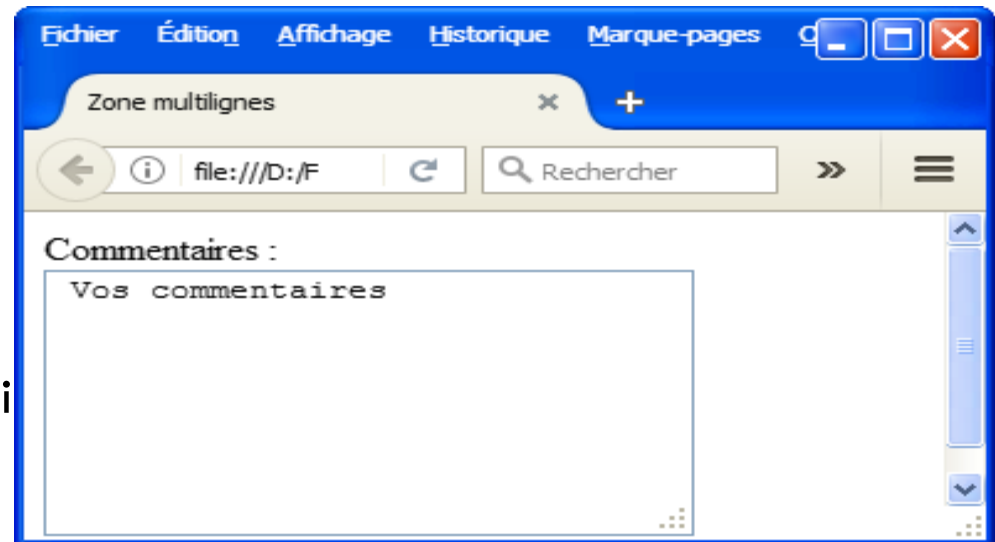 Fichier Édition Affichage Historique Marque-pages
Zone multilignes
file:///D:/F Rechercher
Commentaires :
Vos commentaires
i